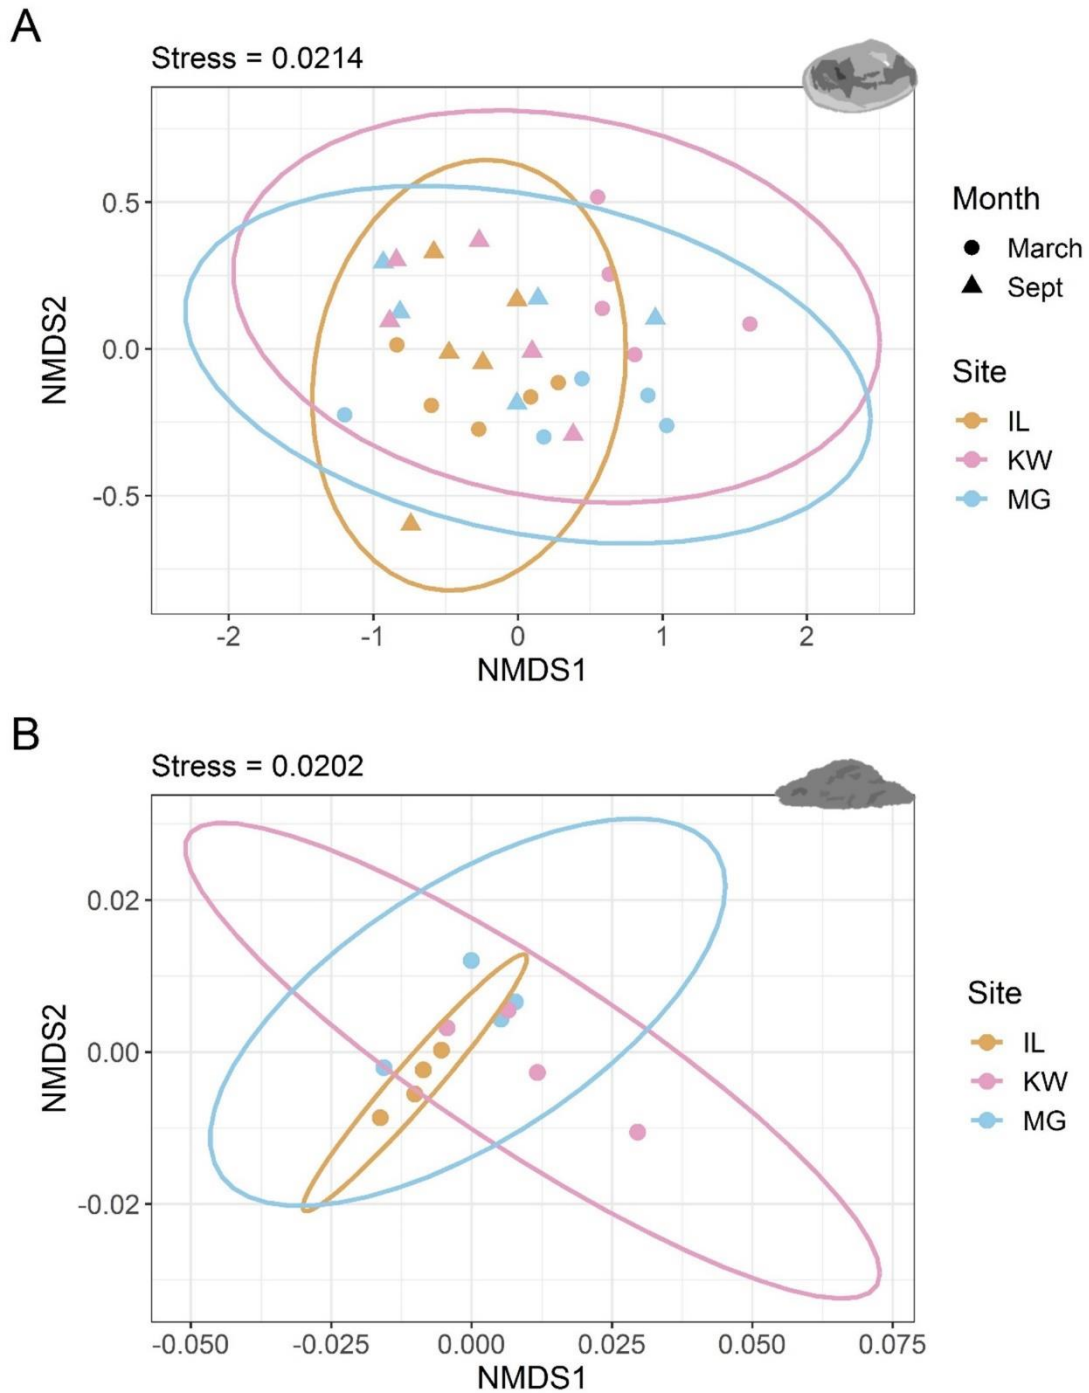 A
Stress = 0.0214
NMDS2
0.5
0.0
-0.5
-2 -1 0 1 2
NMDS1
Month
March
Sept
Site
IL
KW
MG
B
Stress = 0.0202
NMDS2
0.02
0.00
-0.02
-0.050 -0.025 0.000 0.025 0.050 0.075
NMDS1
Site
IL
KW
MG